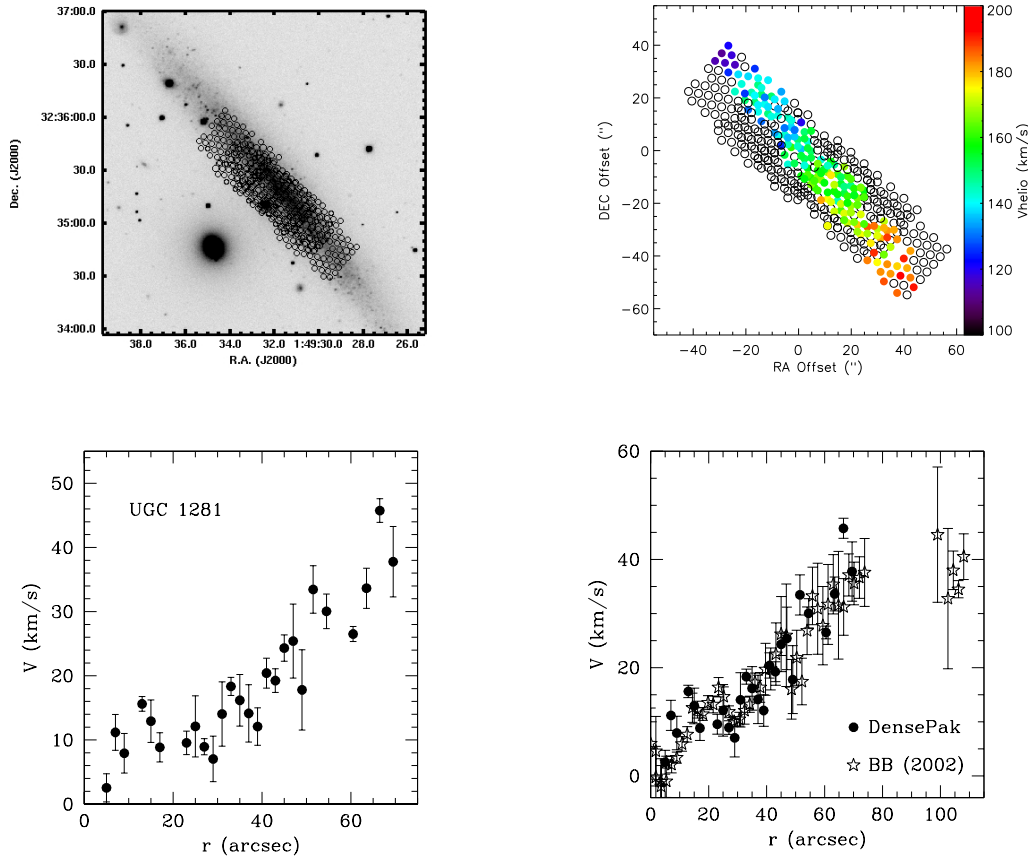 37:00.0
30.0
32:36:00.0
30.0
35:00.0
30.0
34:00.0
Dec. (J2000)
38.0 36.0 34.0 32.0 1:49:30.0 28.0 26.0
R.A. (J2000)
40
20
0
−20
−40
−60
DEC Offset (")
−40 −20 0 20 40 60
RA Offset (")
200
180
160
140
120
100
Vhelio (km/s)
50
40
30
20
10
0
V (km/s)
UGC 1281
0 20 40 60
r (arcsec)
60
40
20
0
V (km/s)
DensePak
BB (2002)
0 20 40 60 80 100
r (arcsec)